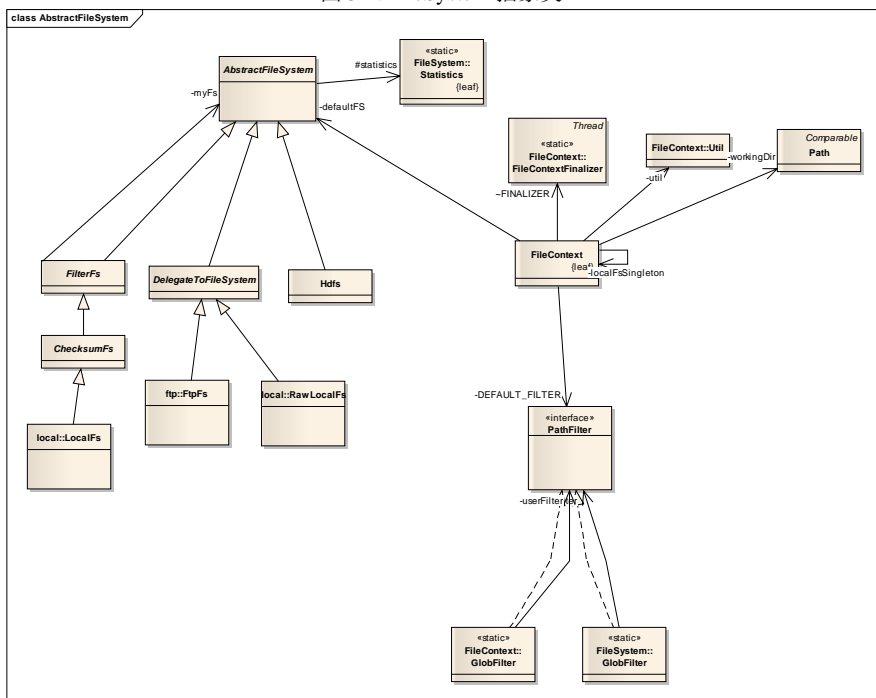 class AbstractFileSystem
AbstractFileSystem
#statistics
«static»
FileSystem::
Statistics
{leaf}
-myFs
-defaultFS
Thread
«static»
FileContext::
FileContextFinalizer
~FINALIZER
FileContext::Util
-util
-workingDir
Comparable
Path
FileContext
{leaf}
-localFsSingleton
FilterFs
DelegateToFileSystem
Hdfs
ChecksumFs
ftp::FtpFs
local::RawLocalFs
local::LocalFs
-DEFAULT_FILTER
«interface»
PathFilter
-userFilter
«static»
FileContext::
GlobFilter
«static»
FileSystem::
GlobFilter